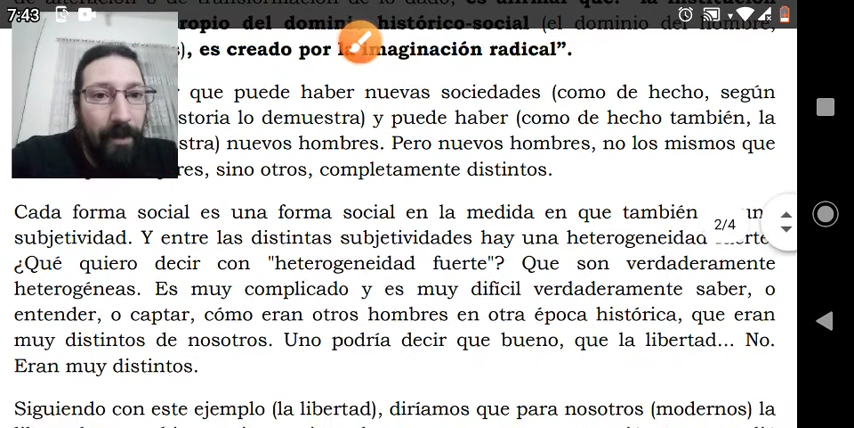 7:43
ropio del domini histórico-social (el dominio del hombre,
), es creado por l imaginación radical”.
que puede haber nuevas sociedades (como de hecho, según
storia lo demuestra) y puede haber (como de hecho también, la
stra) nuevos hombres. Pero nuevos hombres, no los mismos que
res, sino otros, completamente distintos.
Cada forma social es una forma social en la medida en que también un
subjetividad. Y entre las distintas subjetividades hay una heterogeneidad
2/4
¿Qué quiero decir con "heterogeneidad fuerte"? Que son verdaderamente
heterogéneas. Es muy complicado y es muy difícil verdaderamente saber, o
entender, o captar, cómo eran otros hombres en otra época histórica, que eran
muy distintos de nosotros. Uno podría decir que bueno, que la libertad... No.
Eran muy distintos.
Siguiendo con este ejemplo (la libertad), diríamos que para nosotros (modernos) la